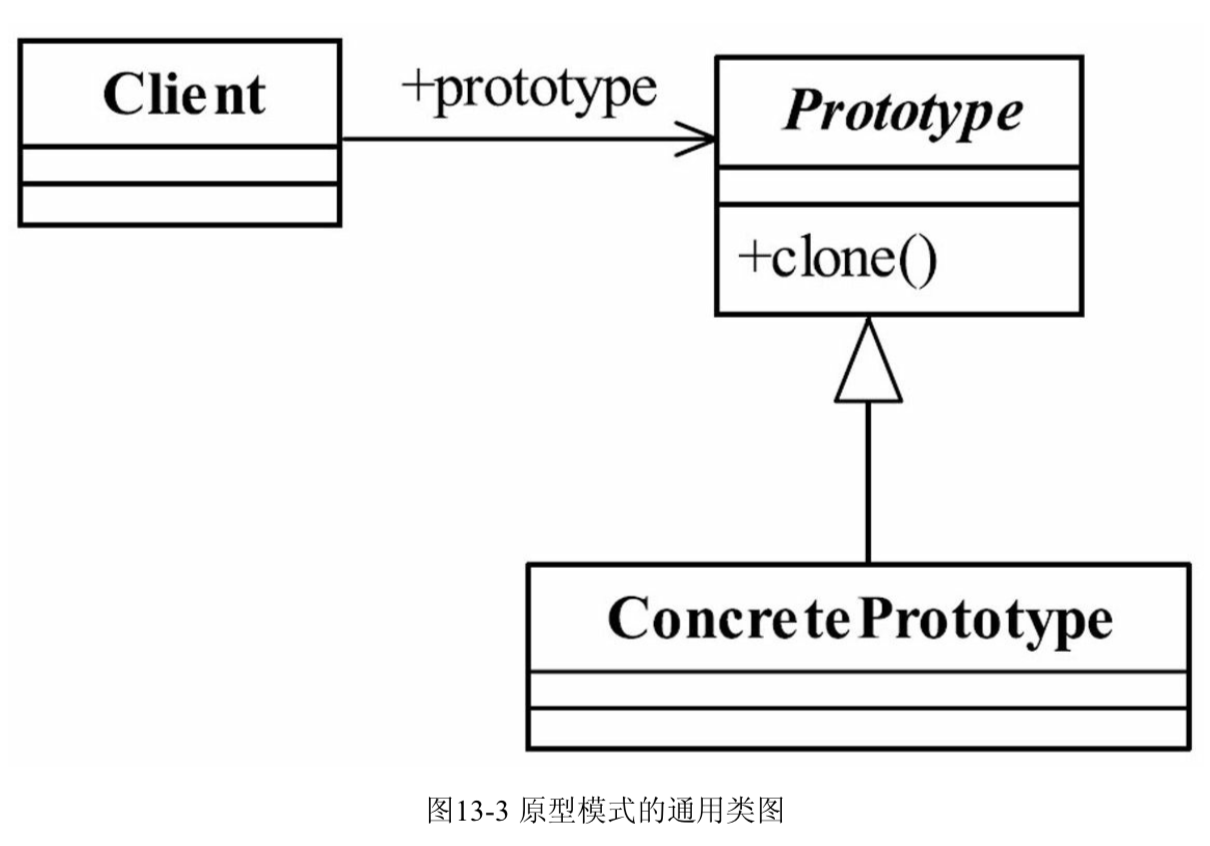 Client
+prototype
Prototype
+clone()
ConcretePrototype
图13-3 原型模式的通用类图